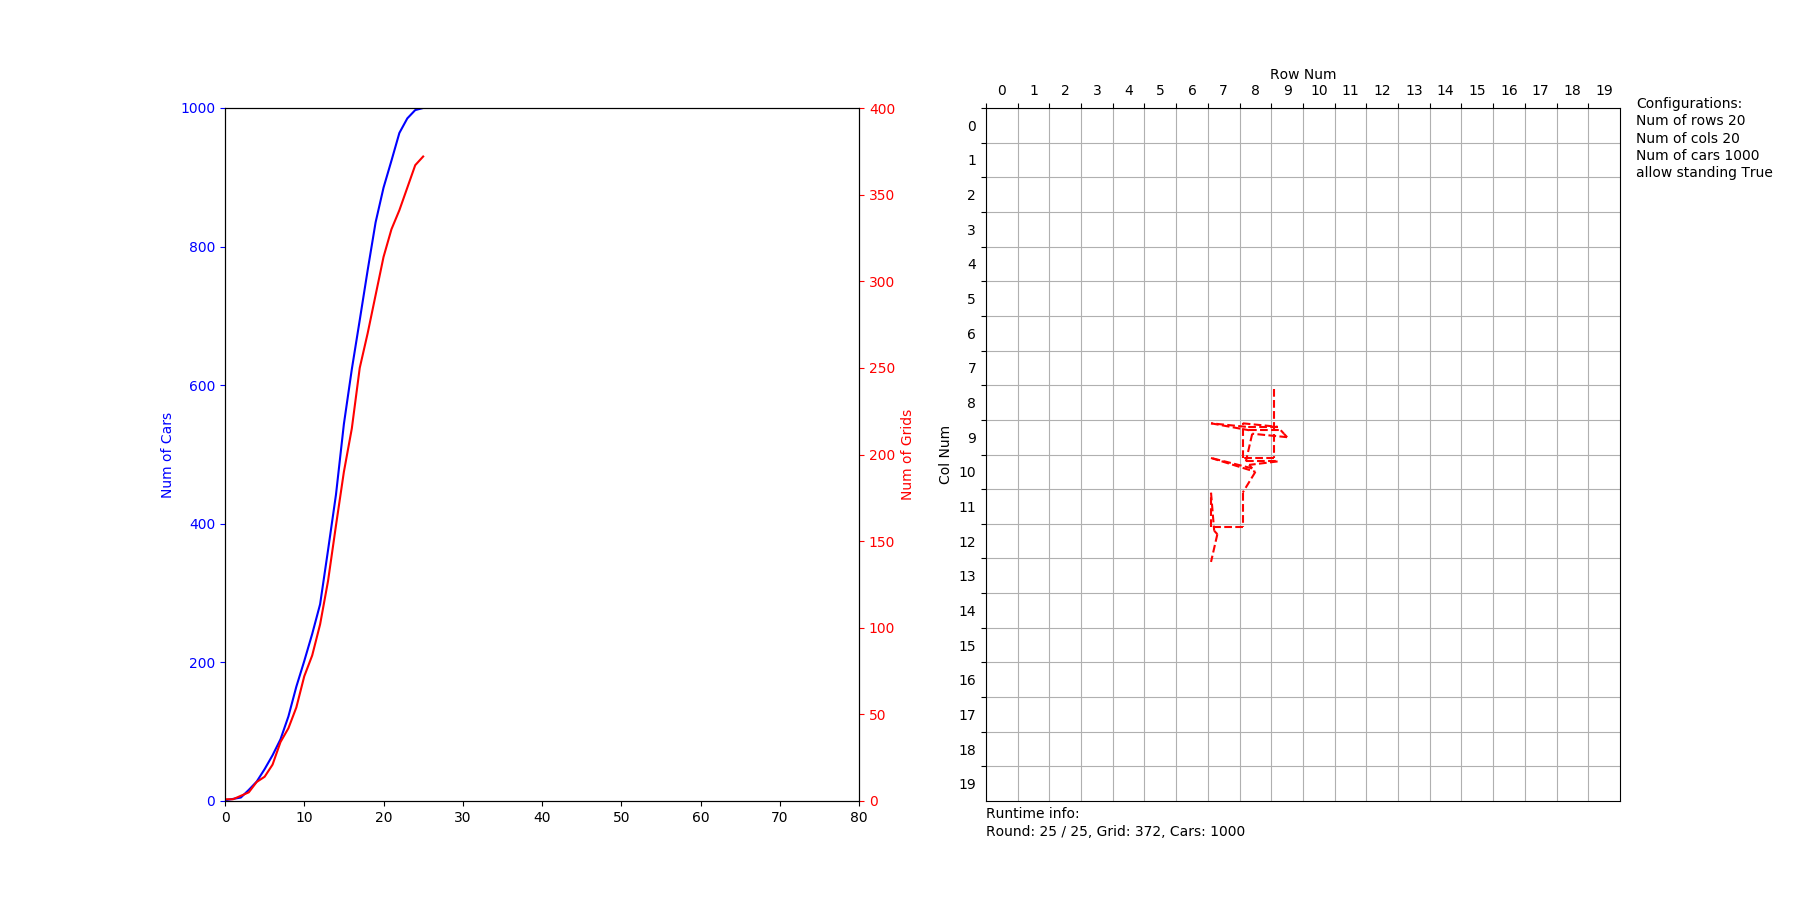 Num of Cars
1000
800
600
400
200
0
0 10 20 30 40 50 60 70 80
400
350
300
250
200
150
100
50
0
Num of Grids
Row Num
0 1 2 3 4 5 6 7 8 9 10 11 12 13 14 15 16 17 18 19
Col Num
0
1
2
3
4
5
6
7
8
9
10
11
12
13
14
15
16
17
18
19
Configurations:
Num of rows 20
Num of cols 20
Num of cars 1000
allow standing True
Runtime info:
Round: 25 / 25, Grid: 372, Cars: 1000